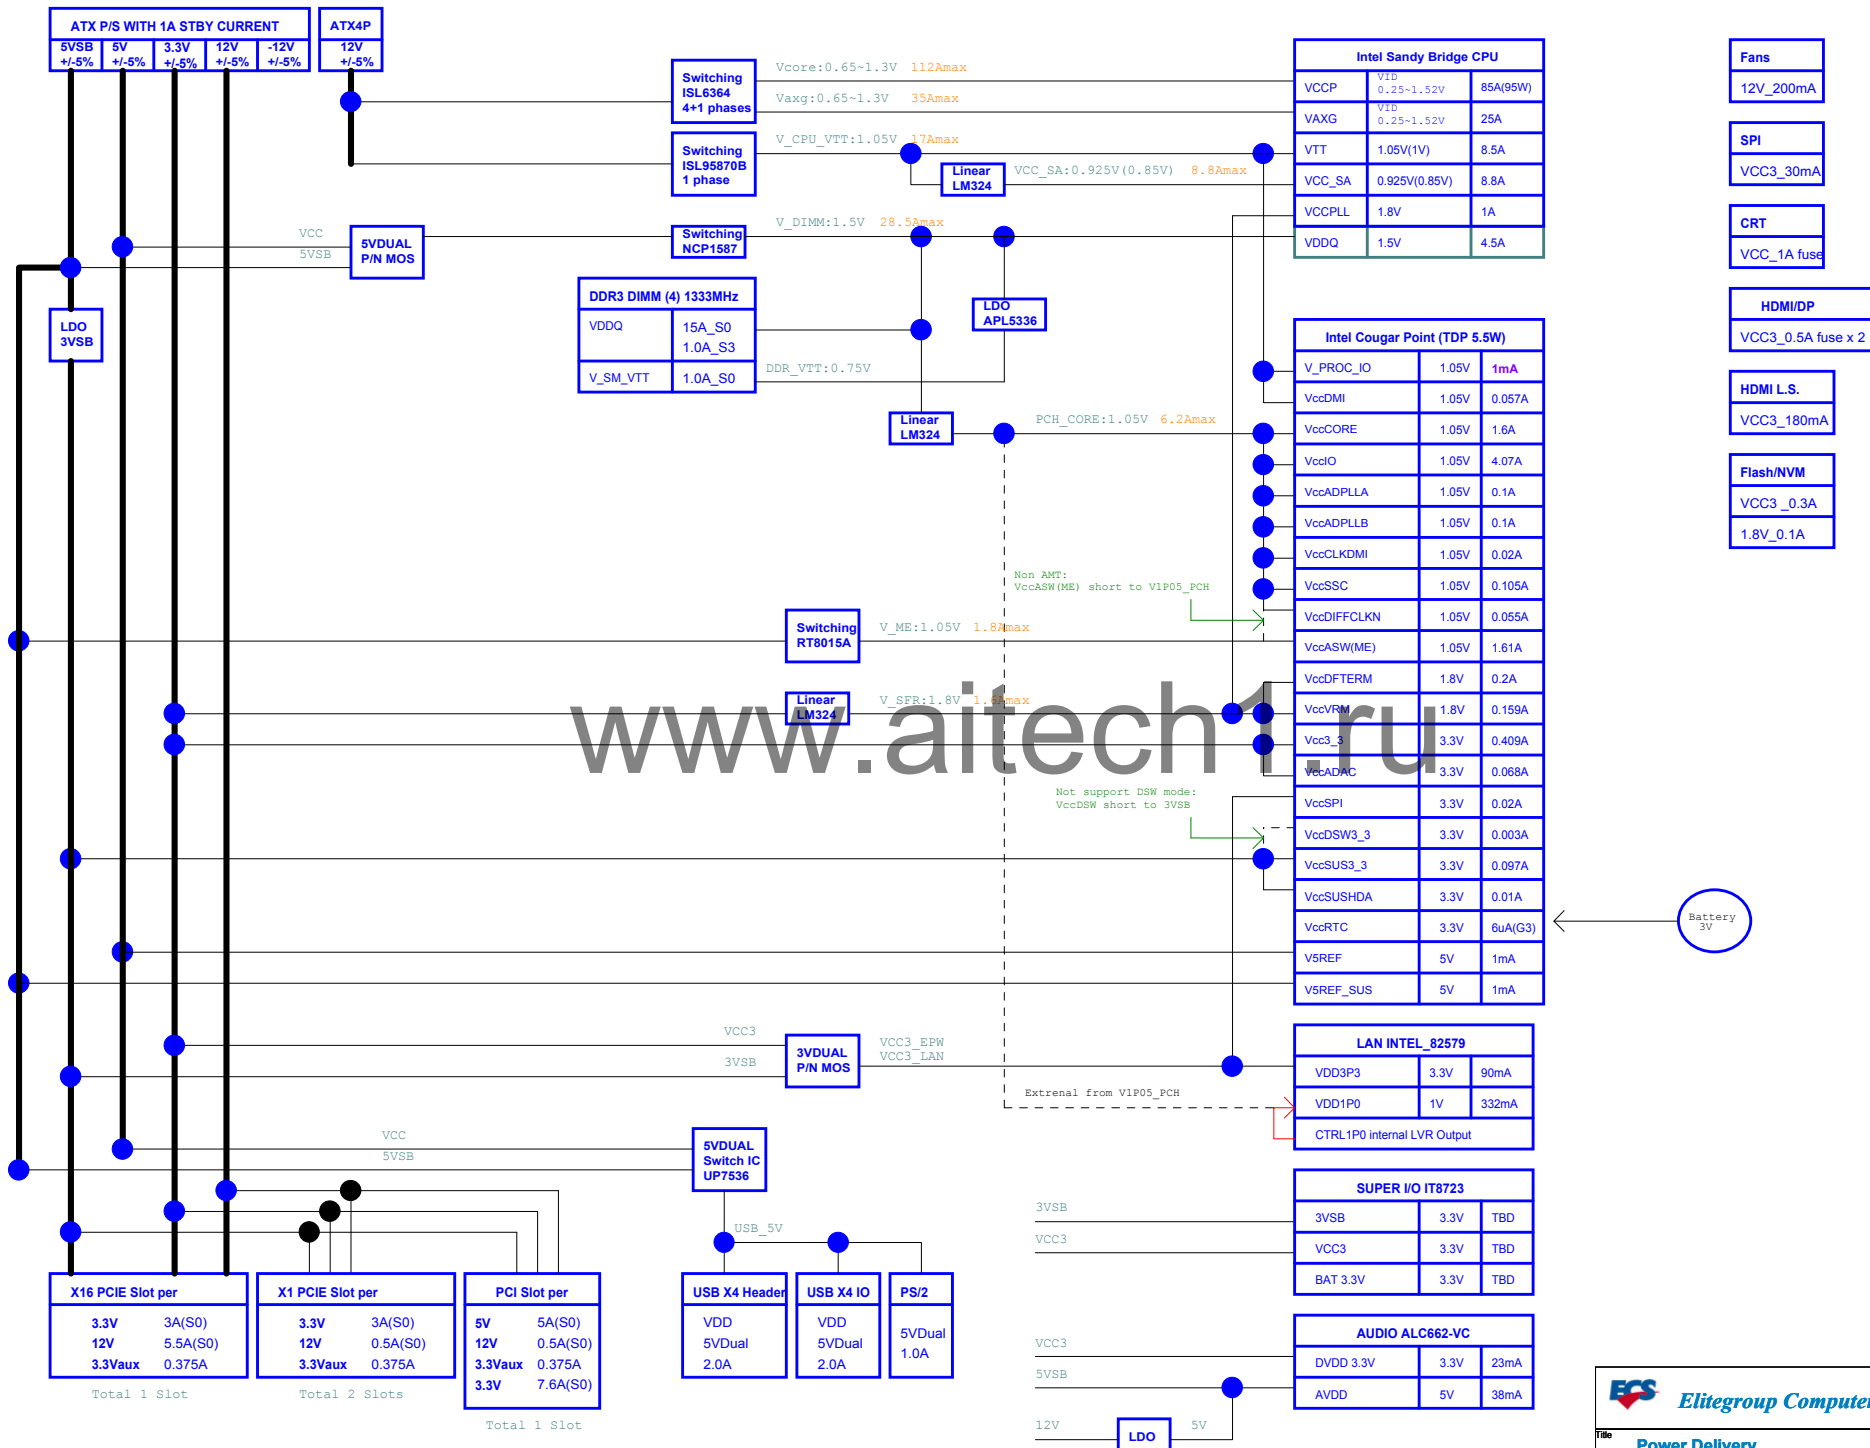 ATX P/S WITH 1A STBY CURRENT
5VSB +/-5%
5V +/-5%
3.3V +/-5%
12V +/-5%
-12V +/-5%
ATX4P
12V +/-5%
Switching
ISL6364
4+1 phases
Vcore:0.65~1.3V 112Amax
Vaxg:0.65~1.3V 35Amax
Switching
ISL95870B
1 phase
V_CPU_VTT:1.05V 17Amax
Linear
LM324
VCC_SA:0.925V(0.85V) 8.8Amax
VCC
5VSB
5VDUAL
P/N MOS
Switching
NCP1587
V_DIMM:1.5V 28.5Amax
LDO
3VSB
DDR3 DIMM (4) 1333MHz
VDDQ 15A_S0
1.0A_S3
V_SM_VTT 1.0A_S0
DDR_VTT:0.75V
LDO
APL5336
Linear
LM324
PCH_CORE:1.05V 6.2Amax
Intel Sandy Bridge CPU
VCCP VID 0.25~1.52V 85A(95W)
VAXG VID 0.25~1.52V 25A
VTT 1.05V(1V) 8.5A
VCC_SA 0.925V(0.85V) 8.8A
VCCPLL 1.8V 1A
VDDQ 1.5V 4.5A
Intel Cougar Point (TDP 5.5W)
V_PROC_IO 1.05V 1mA
VccDMI 1.05V 0.057A
VccCORE 1.05V 1.6A
VccIO 1.05V 4.07A
VccADPLLA 1.05V 0.1A
VccADPLLB 1.05V 0.1A
VccCLKDMI 1.05V 0.02A
VccSSC 1.05V 0.105A
VccDIFFCLKN 1.05V 0.055A
VccASW(ME) 1.05V 1.61A
VccDFTERM 1.8V 0.2A
VccVRM 1.8V 0.159A
Vcc3_3 3.3V 0.409A
VccADAC 3.3V 0.068A
VccSPI 3.3V 0.02A
VccDSW3_3 3.3V 0.003A
VccSUS3_3 3.3V 0.097A
VccSUSHDA 3.3V 0.01A
VccRTC 3.3V 6uA(G3)
V5REF 5V 1mA
V5REF_SUS 5V 1mA
Non AMT:
VccASW(ME) short to V1P05_PCH
Switching
RT8015A
V_ME:1.05V 1.8Amax
Linear
LM324
V_SFR:1.8V 1.6Amax
www.aitech1.ru
Not support DSW mode:
VccDSW short to 3VSB
Battery
3V
Fans
12V_200mA
SPI
VCC3_30mA
CRT
VCC_1A fuse
HDMI/DP
VCC3_0.5A fuse x 2
HDMI L.S.
VCC3_180mA
Flash/NVM
VCC3 _0.3A
1.8V_0.1A
VCC3
3VSB
3VDUAL
P/N MOS
VCC3_EPW
VCC3_LAN
Extrenal from V1P05_PCH
LAN INTEL_82579
VDD3P3 3.3V 90mA
VDD1P0 1V 332mA
CTRL1P0 internal LVR Output
VCC
5VSB
5VDUAL
Switch IC
UP7536
USB_5V
3VSB
VCC3
SUPER I/O IT8723
3VSB 3.3V TBD
VCC3 3.3V TBD
BAT 3.3V 3.3V TBD
X16 PCIE Slot per
3.3V 3A(S0)
12V 5.5A(S0)
3.3Vaux 0.375A
Total 1 Slot
X1 PCIE Slot per
3.3V 3A(S0)
12V 0.5A(S0)
3.3Vaux 0.375A
Total 2 Slots
PCI Slot per
5V 5A(S0)
12V 0.5A(S0)
3.3Vaux 0.375A
3.3V 7.6A(S0)
Total 1 Slot
USB X4 Header
VDD
5VDual
2.0A
USB X4 IO
VDD
5VDual
2.0A
PS/2
5VDual
1.0A
VCC3
5VSB
12V
LDO
5V
AUDIO ALC662-VC
DVDD 3.3V 3.3V 23mA
AVDD 5V 38mA
ECS
Elitegroup Computer
Title
Power Delivery